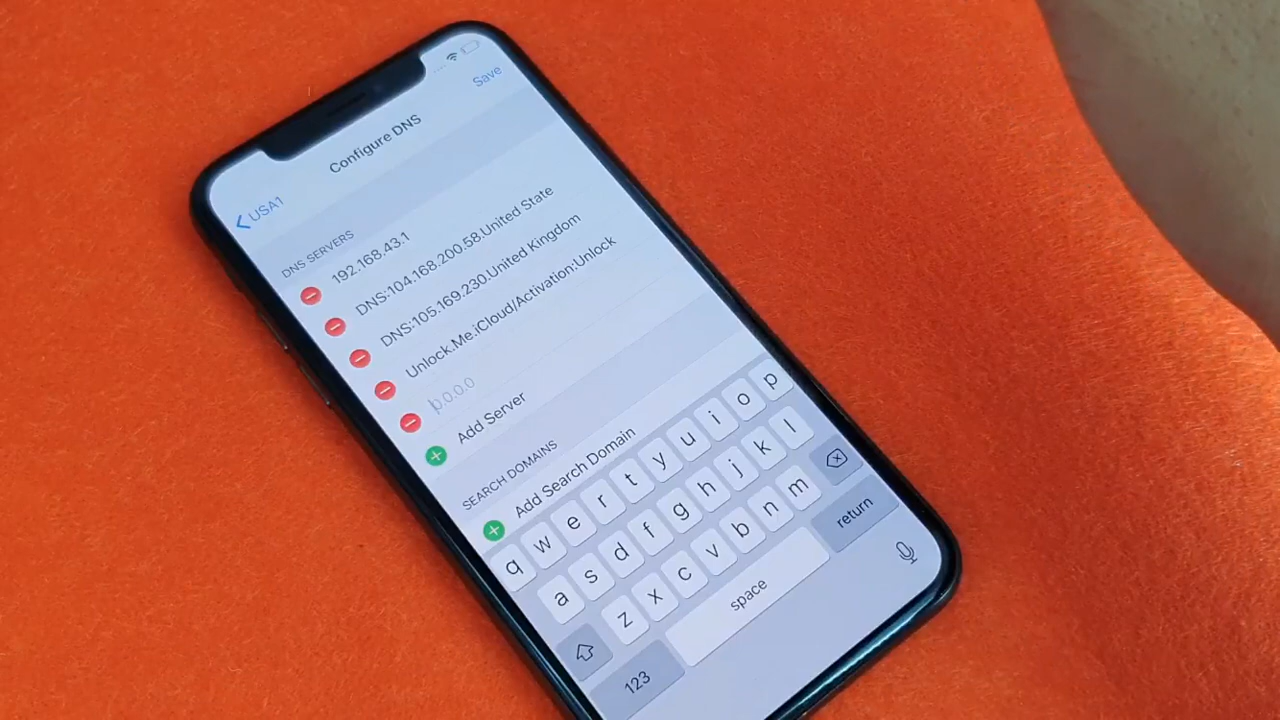 Save
Configure DNS
USA1
DNS SERVERS
192.168.43.1
DNS:104.168.200.58.United State
DNS:105.169.230.United Kingdom
Unlock.Me.iCloud/Activation:Unlock
0.0.0.0
Add Server
SEARCH DOMAINS
Add Search Domain
q w e r t y u i o p
a s d f g h j k l
z x c v b n m
123 space return